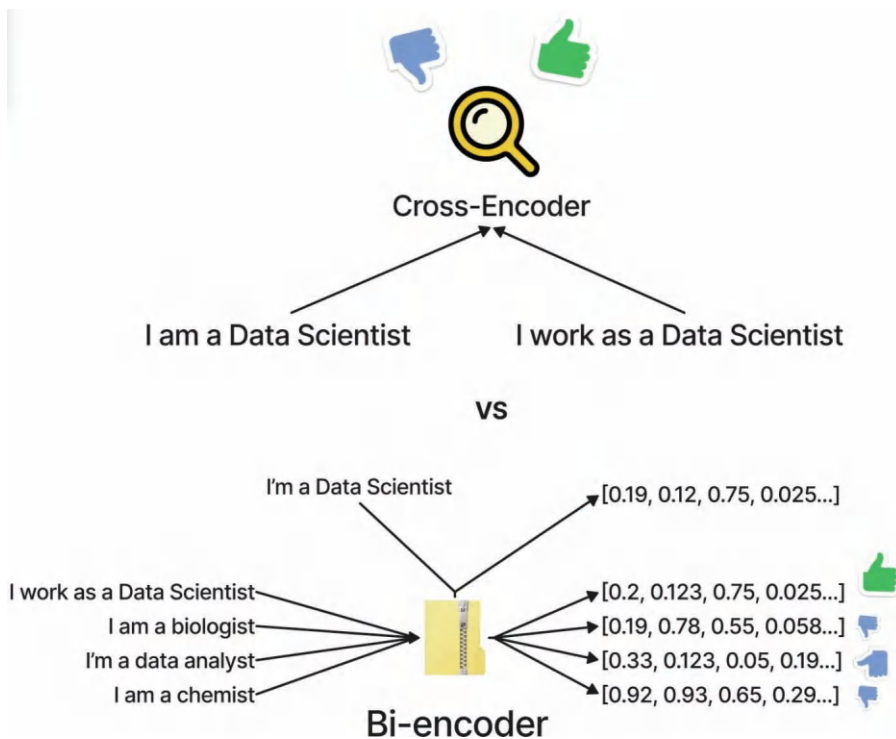 Cross-Encoder
I am a Data Scientist
I work as a Data Scientist
vs
I'm a Data Scientist
[0.19, 0.12, 0.75, 0.025...]
I work as a Data Scientist
[0.2, 0.123, 0.75, 0.025...]
I am a biologist
[0.19, 0.78, 0.55, 0.058...]
I'm a data analyst
[0.33, 0.123, 0.05, 0.19...]
I am a chemist
[0.92, 0.93, 0.65, 0.29...]
Bi-encoder